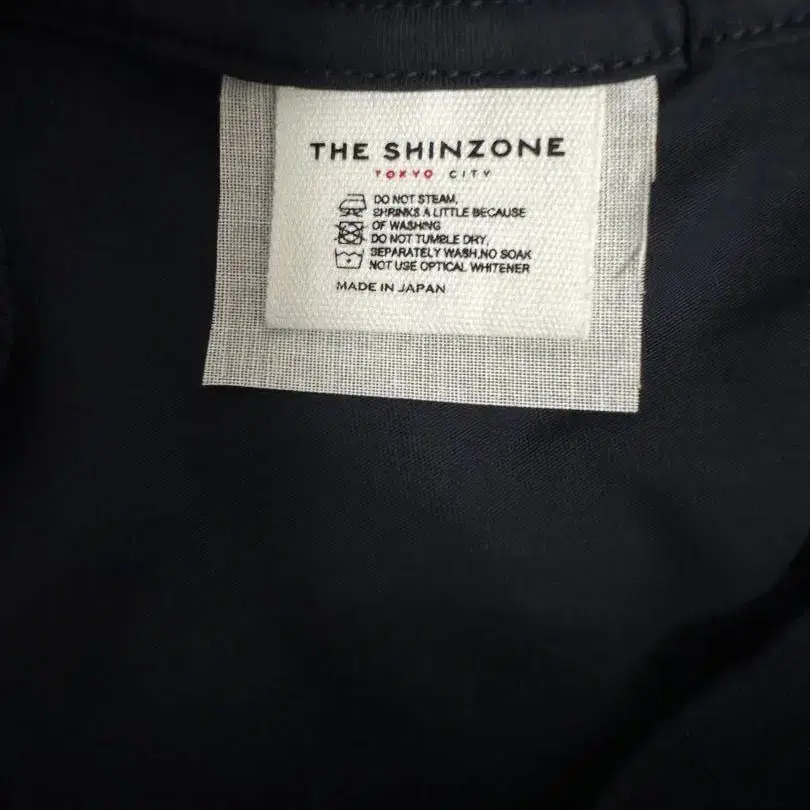 THE SHINZONE
TOKYO CITY
DO NOT STEAM,
SHRINKS A LITTLE BECAUSE
OF WASHING
DO NOT TUMBLE DRY,
SEPARATELY WASH,NO SOAK
NOT USE OPTICAL WHITENER
MADE IN JAPAN